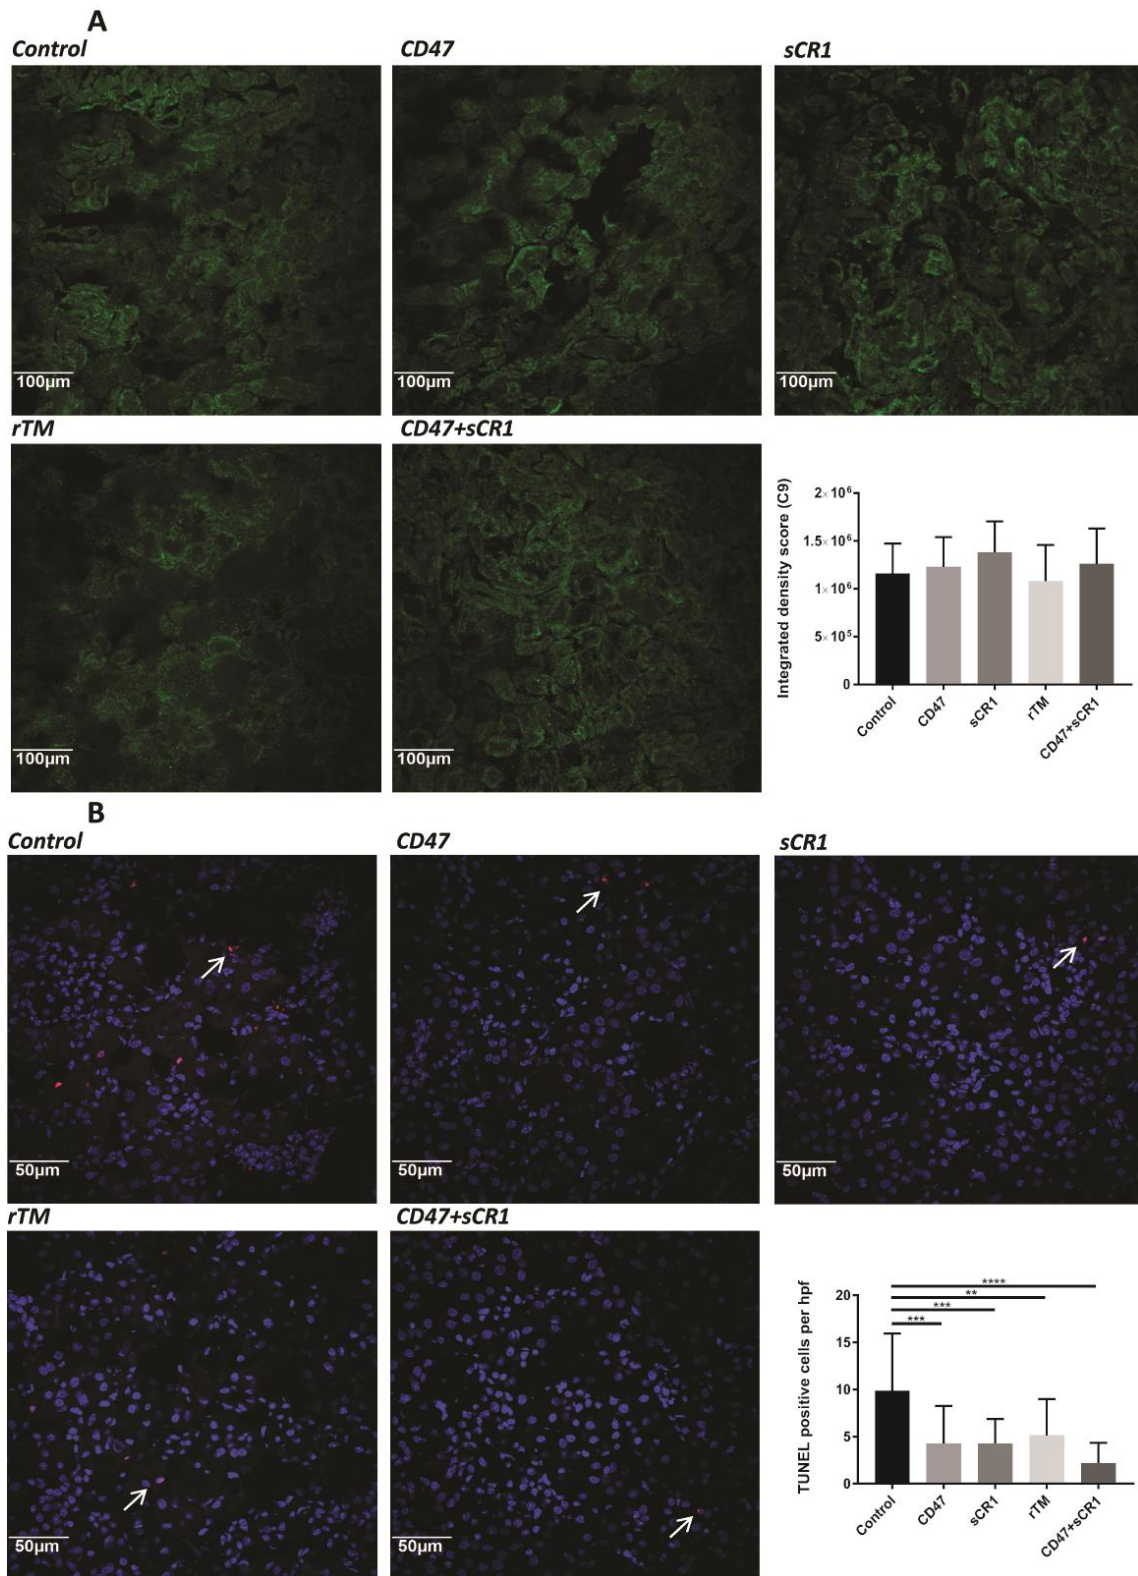 A
Control
CD47
sCR1
100µm
100µm
100µm
rTM
CD47+sCR1
100µm
100µm
Integrated density score (C9)
2×10⁶
1.5×10⁶
1×10⁶
5×10⁵
0
Control
CD47
sCR1
rTM
CD47+sCR1
B
Control
CD47
sCR1
50µm
50µm
50µm
rTM
CD47+sCR1
50µm
50µm
TUNEL positive cells per hpf
20
15
10
5
0
****
**
***
***
Control
CD47
sCR1
rTM
CD47+sCR1